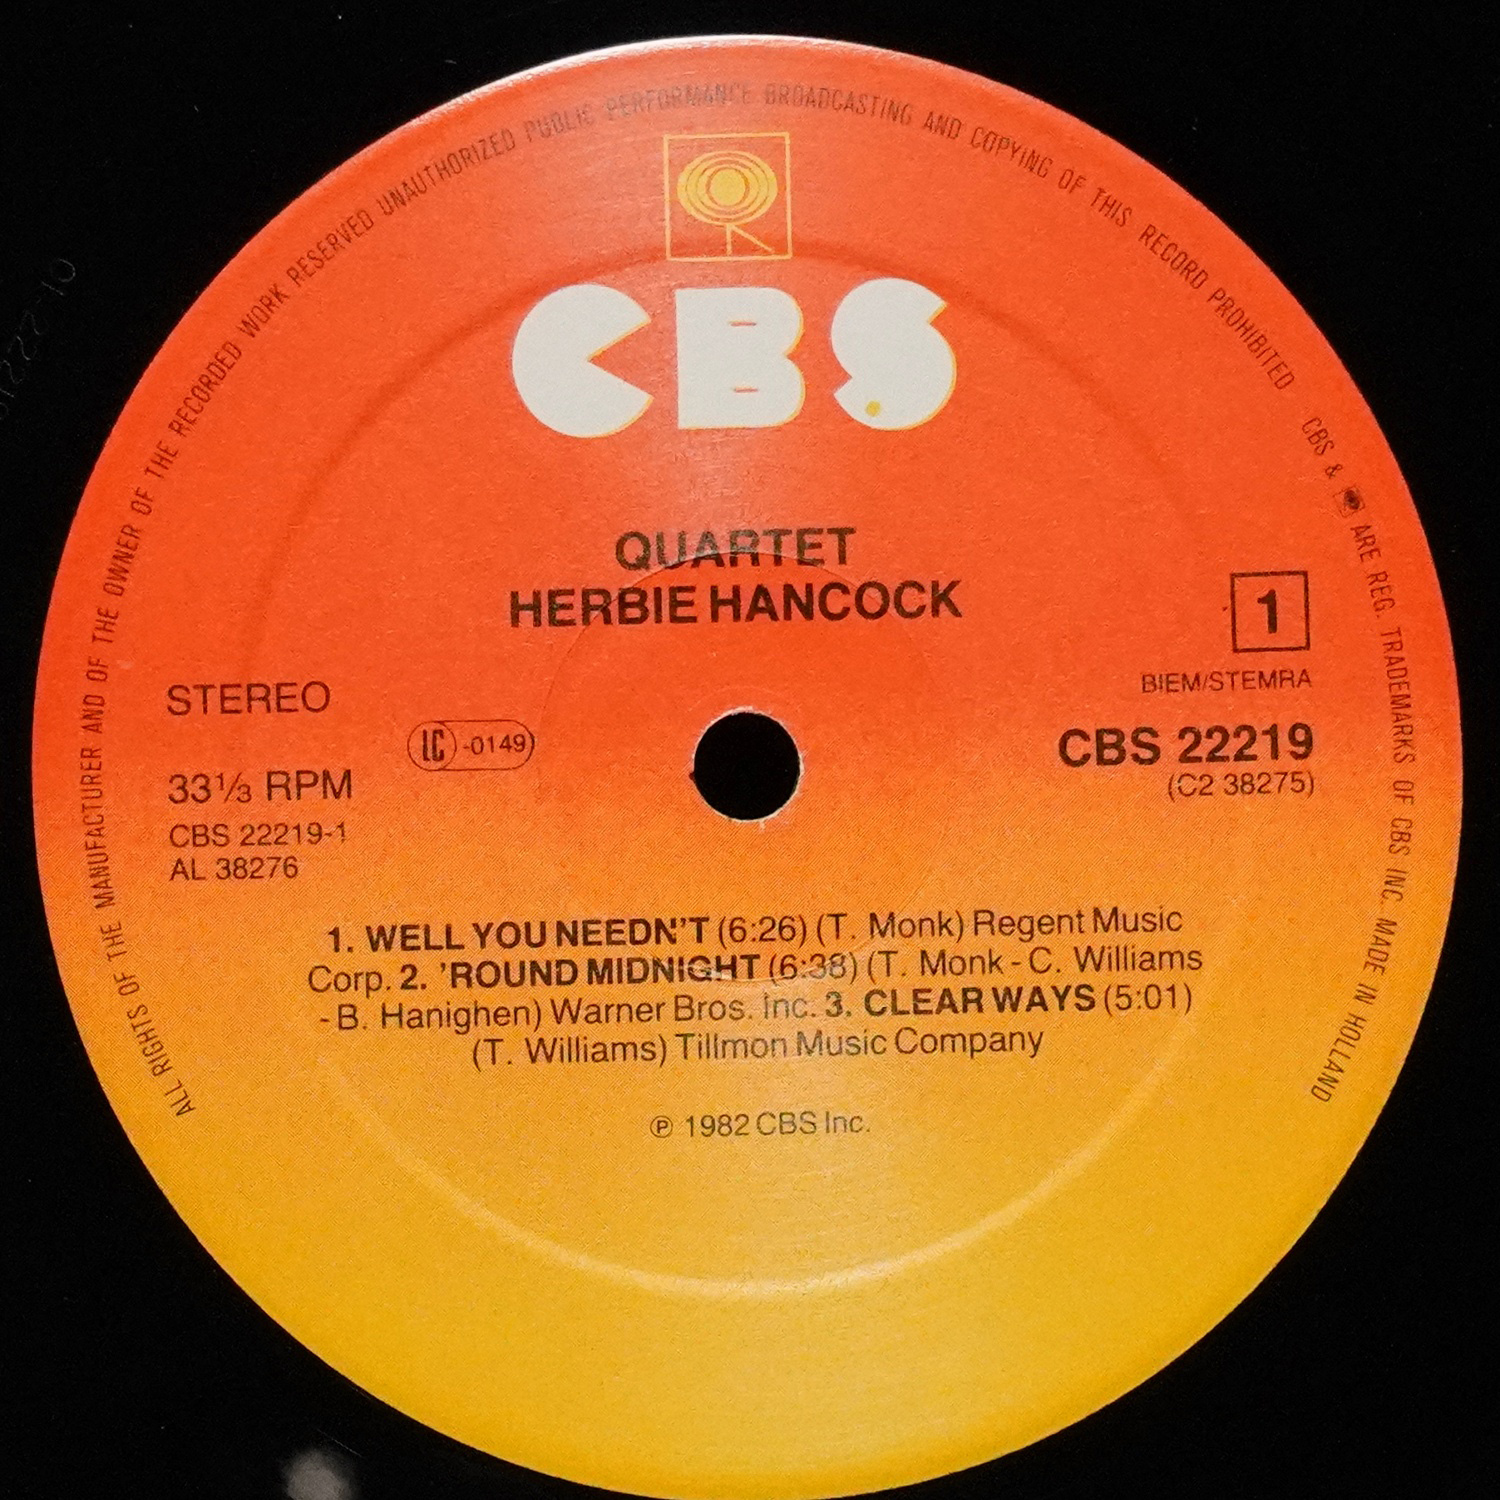 ALL RIGHTS OF THE MANUFACTURER AND OF THE OWNER OF THE RECORDED WORK RESERVED UNAUTHORIZED PUBLIC PERFORMANCE BROADCASTING AND COPYING OF THIS RECORD PROHIBITED CBS & ARE REG. TRADEMARKS OF CBS INC. MADE IN HOLLAND
CBS
QUARTET
HERBIE HANCOCK
1
BIEM/STEMRA
STEREO
LC -0149
CBS 22219
33⅓ RPM
(C2 38275)
CBS 22219-1
AL 38276
1. WELL YOU NEEDN'T (6:26) (T. Monk) Regent Music
Corp. 2. 'ROUND MIDNIGHT (6:38) (T. Monk - C. Williams
- B. Hanighen) Warner Bros. Inc. 3. CLEAR WAYS (5:01)
(T. Williams) Tillmon Music Company
℗ 1982 CBS Inc.